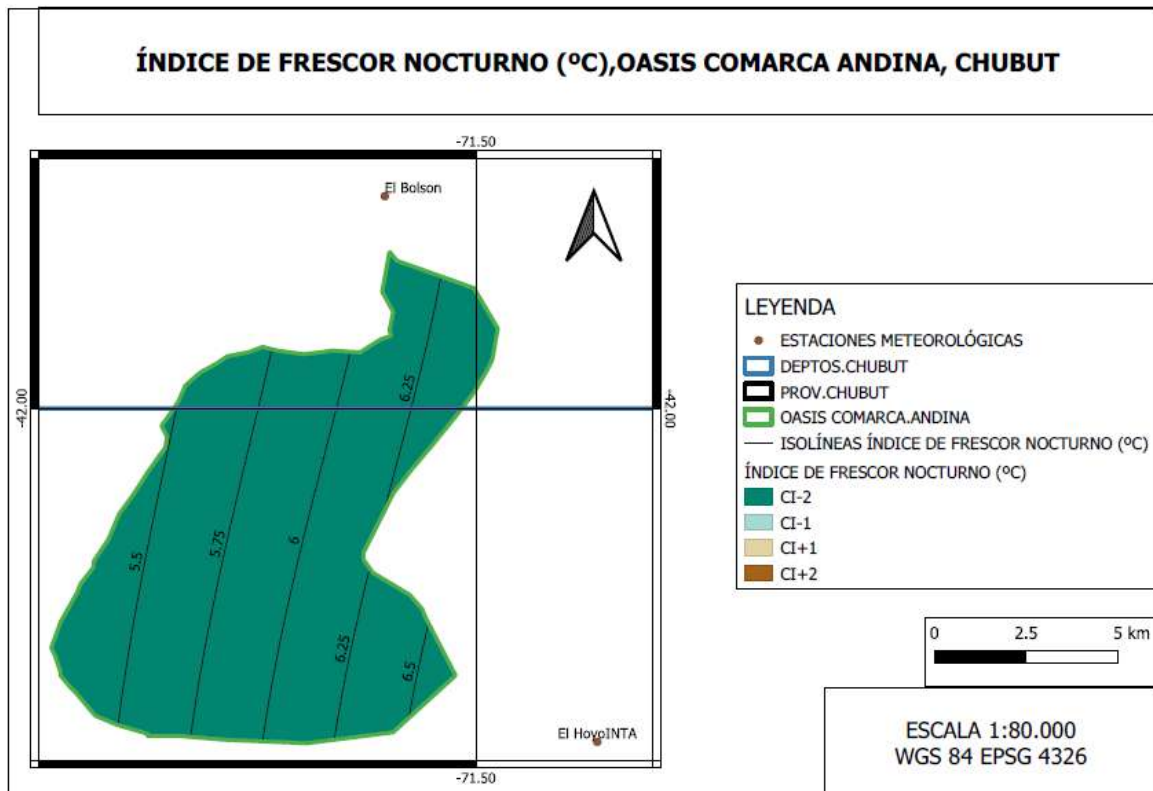 ÍNDICE DE FRESCOR NOCTURNO (ºC),OASIS COMARCA ANDINA, CHUBUT
-71.50
El Bolson
-42.00
-42.00
6.25
5.5
5.75
6
6.25
6.5
El HoyoINTA
-71.50
LEYENDA
ESTACIONES METEOROLÓGICAS
DEPTOS.CHUBUT
PROV.CHUBUT
OASIS COMARCA.ANDINA
ISOLÍNEAS ÍNDICE DE FRESCOR NOCTURNO (ºC)
ÍNDICE DE FRESCOR NOCTURNO (ºC)
CI-2
CI-1
CI+1
CI+2
0 2.5 5 km
ESCALA 1:80.000
WGS 84 EPSG 4326